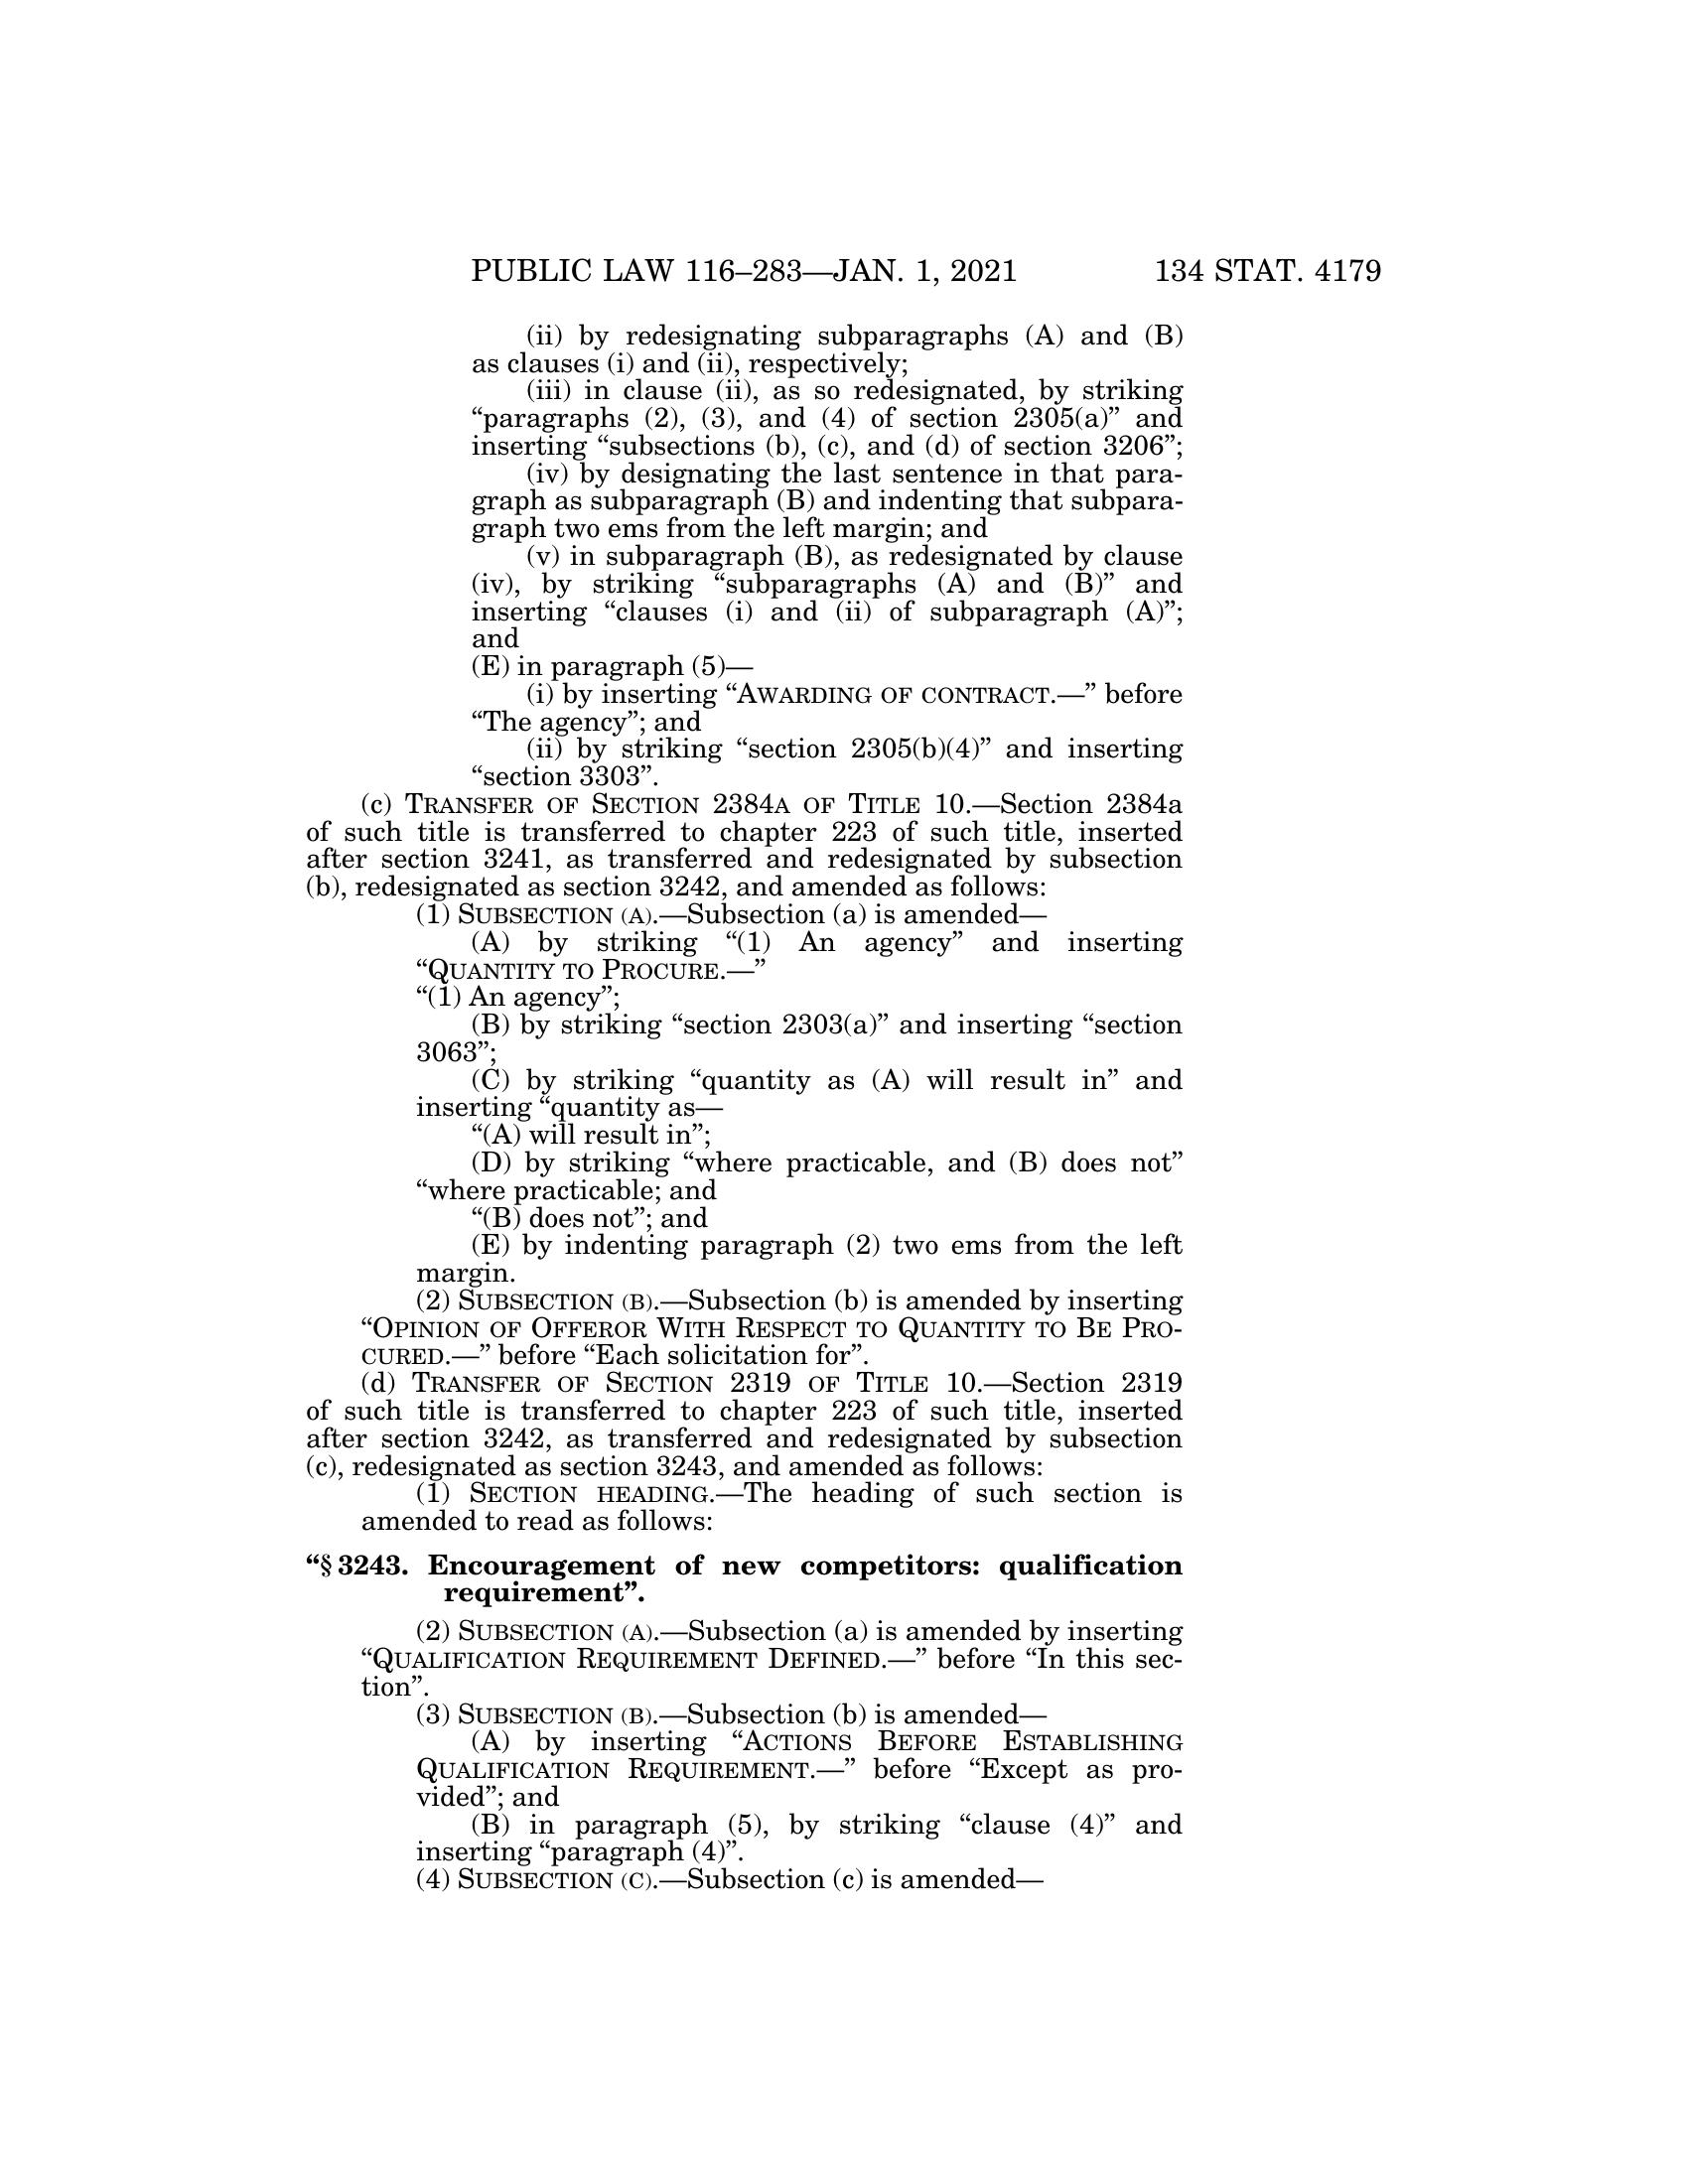 PUBLIC LAW 116–283—JAN. 1, 2021 134 STAT. 4179
(ii) by redesignating subparagraphs (A) and (B)
as clauses (i) and (ii), respectively;
(iii) in clause (ii), as so redesignated, by striking
“paragraphs (2), (3), and (4) of section 2305(a)” and
inserting “subsections (b), (c), and (d) of section 3206”;
(iv) by designating the last sentence in that para-
graph as subparagraph (B) and indenting that subpara-
graph two ems from the left margin; and
(v) in subparagraph (B), as redesignated by clause
(iv), by striking “subparagraphs (A) and (B)” and
inserting “clauses (i) and (ii) of subparagraph (A)”;
and
(E) in paragraph (5)—
(i) by inserting “AWARDING OF CONTRACT.—” before
“The agency”; and
(ii) by striking “section 2305(b)(4)” and inserting
“section 3303”.
(c) TRANSFER OF SECTION 2384A OF TITLE 10.—Section 2384a
of such title is transferred to chapter 223 of such title, inserted
after section 3241, as transferred and redesignated by subsection
(b), redesignated as section 3242, and amended as follows:
(1) SUBSECTION (A).—Subsection (a) is amended—
(A) by striking “(1) An agency” and inserting
“QUANTITY TO PROCURE.—”
“(1) An agency”;
(B) by striking “section 2303(a)” and inserting “section
3063”;
(C) by striking “quantity as (A) will result in” and
inserting “quantity as—
“(A) will result in”;
(D) by striking “where practicable, and (B) does not”
“where practicable; and
“(B) does not”; and
(E) by indenting paragraph (2) two ems from the left
margin.
(2) SUBSECTION (B).—Subsection (b) is amended by inserting
“OPINION OF OFFEROR WITH RESPECT TO QUANTITY TO BE PRO-
CURED.—” before “Each solicitation for”.
(d) TRANSFER OF SECTION 2319 OF TITLE 10.—Section 2319
of such title is transferred to chapter 223 of such title, inserted
after section 3242, as transferred and redesignated by subsection
(c), redesignated as section 3243, and amended as follows:
(1) SECTION HEADING.—The heading of such section is
amended to read as follows:
“§ 3243. Encouragement of new competitors: qualification
requirement”.
(2) SUBSECTION (A).—Subsection (a) is amended by inserting
“QUALIFICATION REQUIREMENT DEFINED.—” before “In this sec-
tion”.
(3) SUBSECTION (B).—Subsection (b) is amended—
(A) by inserting “ACTIONS BEFORE ESTABLISHING
QUALIFICATION REQUIREMENT.—” before “Except as pro-
vided”; and
(B) in paragraph (5), by striking “clause (4)” and
inserting “paragraph (4)”.
(4) SUBSECTION (C).—Subsection (c) is amended—